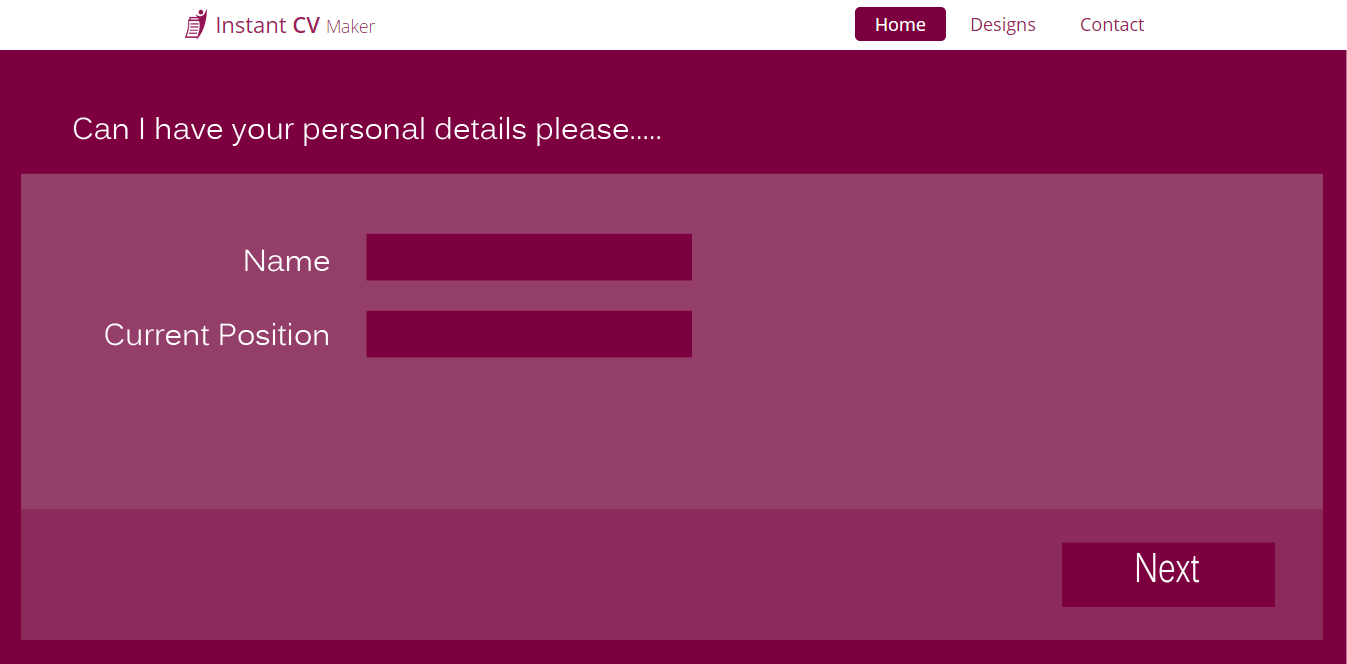 Instant CV Maker Home Designs Contact
Can I have your personal details please.....
Name
Current Position
Next